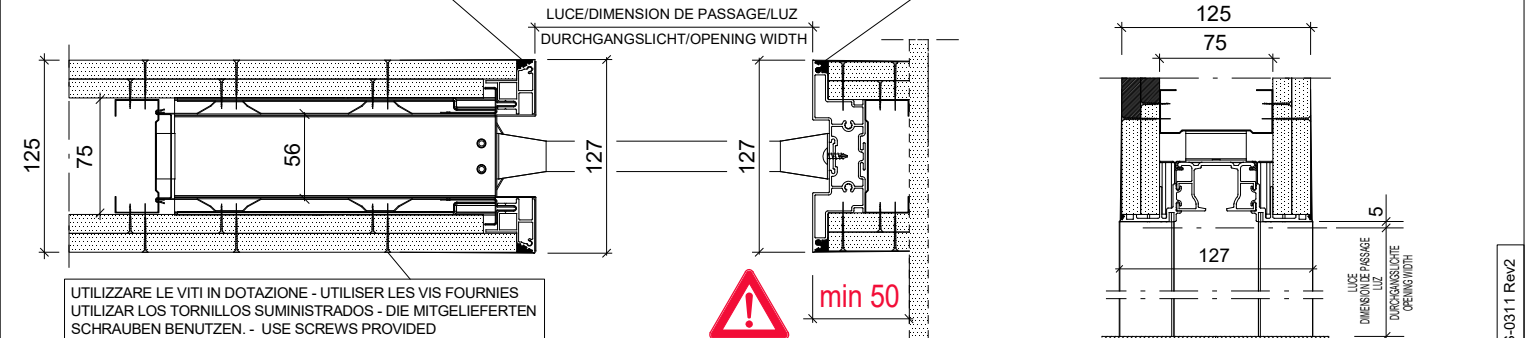 LUCE/DIMENSION DE PASSAGE/LUZ
DURCHGANGSLICHT/OPENING WIDTH
125
75
56
127
127
UTILIZZARE LE VITI IN DOTAZIONE - UTILISER LES VIS FOURNIES
UTILIZAR LOS TORNILLOS SUMINISTRADOS - DIE MITGELIEFERTEN
SCHRAUBEN BENUTZEN. - USE SCREWS PROVIDED
!
min 50
125
75
5
127
LUCE
DIMENSION DE PASSAGE
LUZ
DURCHGANGSLICHTE
OPENING WIDTH
-0311 Rev2